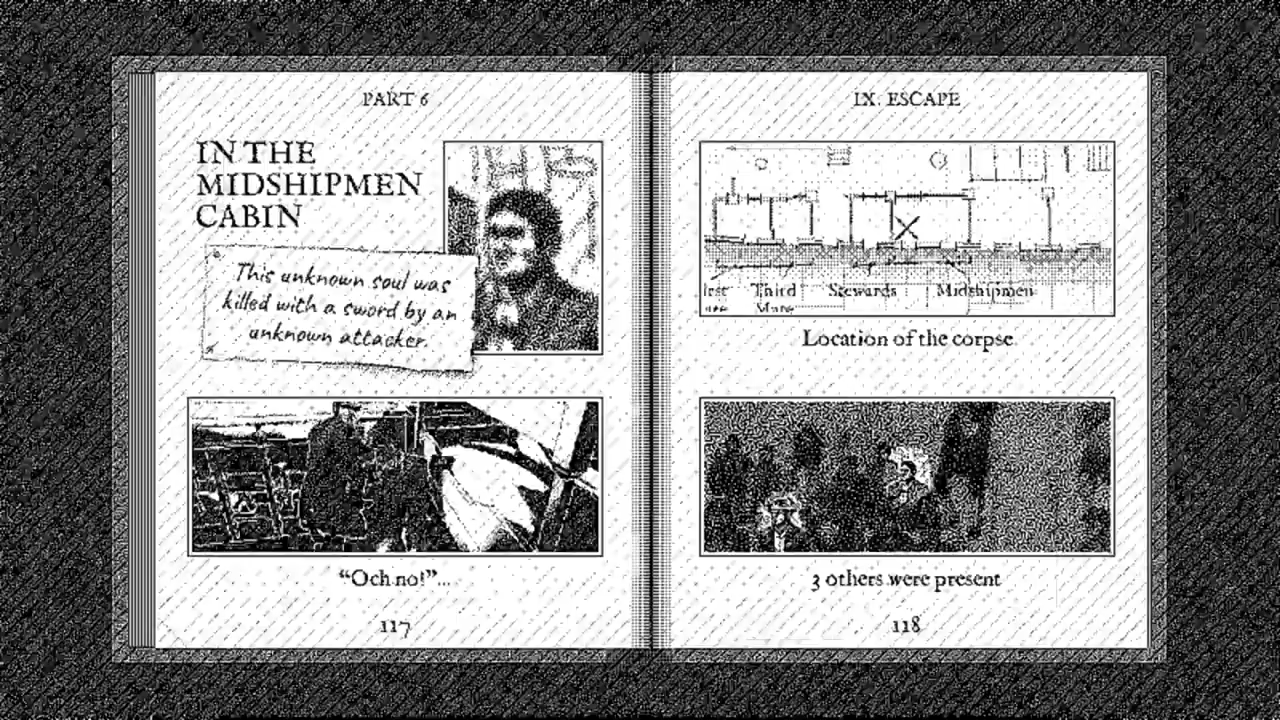 PART 6
IN THE
MIDSHIPMEN
CABIN
This unknown soul was
killed with a sword by an
unknown attacker.
"Och no!"...
117
IX. ESCAPE
Third Stewards Midshipmen
Mate
Location of the corpse
3 others were present
118